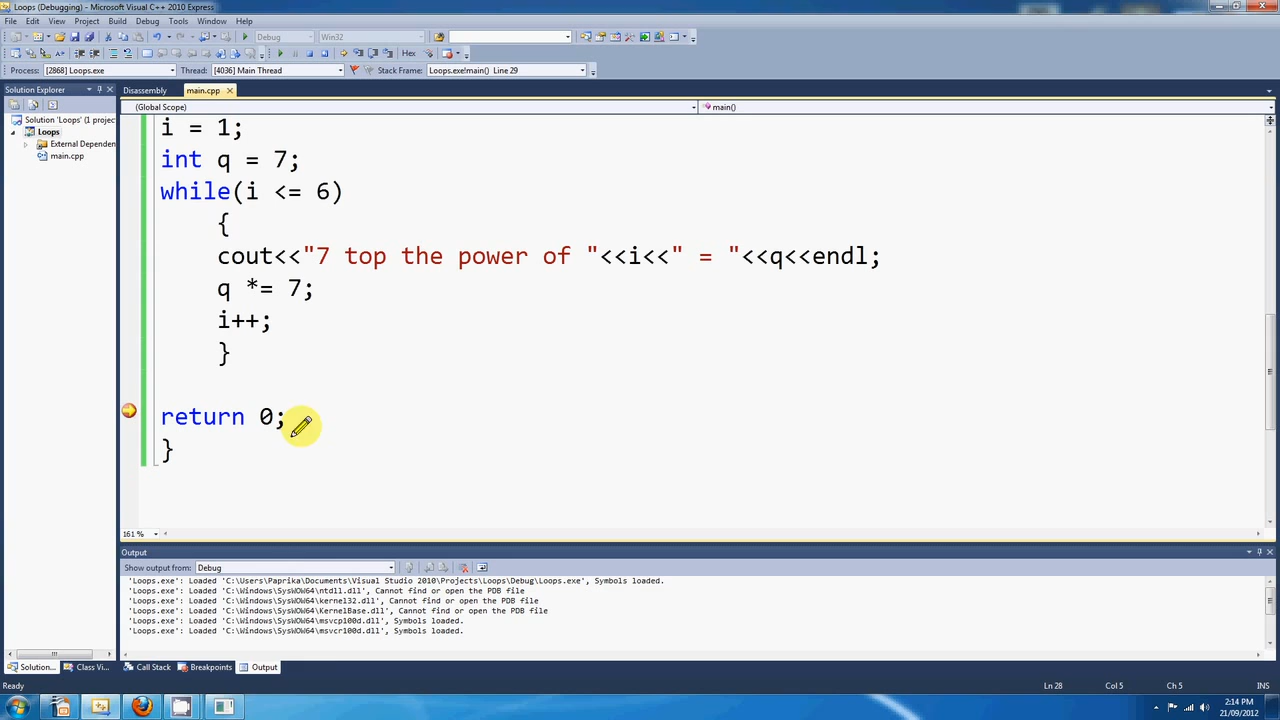 Loops (Debugging) - Microsoft Visual C++ 2010 Express
File Edit View Project Build Debug Tools Window Help
Debug Win32
Hex
Process: [2868] Loops.exe Thread: [4036] Main Thread Stack Frame: Loops.exe!main() Line 29
Solution Explorer
Disassembly main.cpp
(Global Scope) main()
Solution 'Loops' (1 projec
Loops
External Dependen
main.cpp
i = 1;
int q = 7;
while(i <= 6)
{
cout<<"7 top the power of "<<i<<" = "<<q<<endl;
q *= 7;
i++;
}
return 0;
}
161 %
Output
Show output from: Debug
'Loops.exe': Loaded 'C:\Users\Paprika\Documents\Visual Studio 2010\Projects\Loops\Debug\Loops.exe', Symbols loaded.
'Loops.exe': Loaded 'C:\Windows\SysWOW64\ntdll.dll', Cannot find or open the PDB file
'Loops.exe': Loaded 'C:\Windows\SysWOW64\kernel32.dll', Cannot find or open the PDB file
'Loops.exe': Loaded 'C:\Windows\SysWOW64\KernelBase.dll', Cannot find or open the PDB file
'Loops.exe': Loaded 'C:\Windows\SysWOW64\msvcp100d.dll', Symbols loaded.
'Loops.exe': Loaded 'C:\Windows\SysWOW64\msvcr100d.dll', Symbols loaded.
Solution... Class Vi... Call Stack Breakpoints Output
Ready Ln 28 Col 5 Ch 5 INS
2:14 PM
21/09/2012